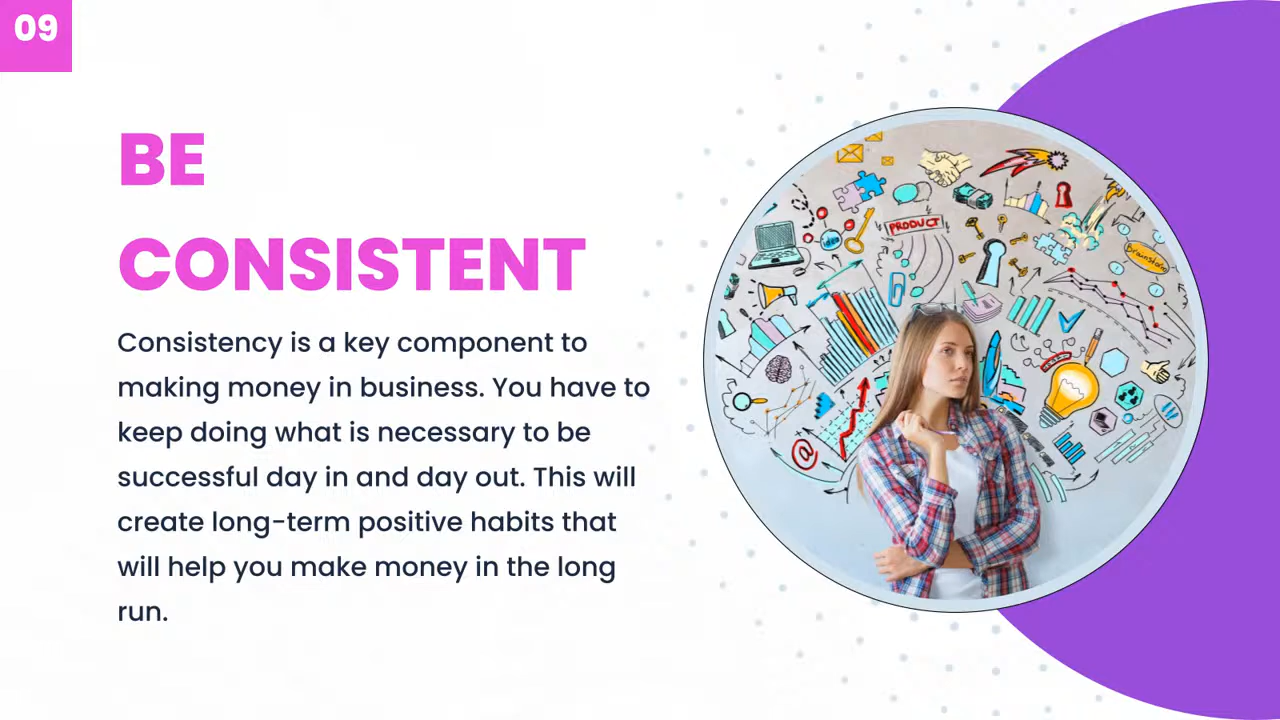 09
BE
CONSISTENT
Consistency is a key component to
making money in business. You have to
keep doing what is necessary to be
successful day in and day out. This will
create long-term positive habits that
will help you make money in the long
run.
PRODUCT
idea
Brainstorm
@